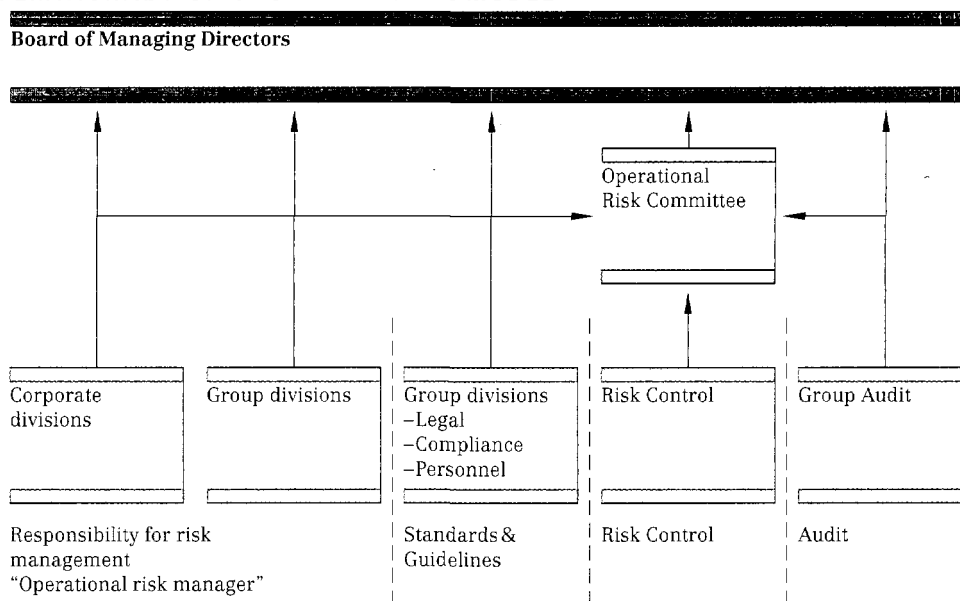 Board of Managing Directors
Operational
Risk Committee
Corporate
divisions
Group divisions
Group divisions
–Legal
–Compliance
–Personnel
Risk Control
Group Audit
Responsibility for risk
management
“Operational risk manager”
Standards &
Guidelines
Risk Control
Audit